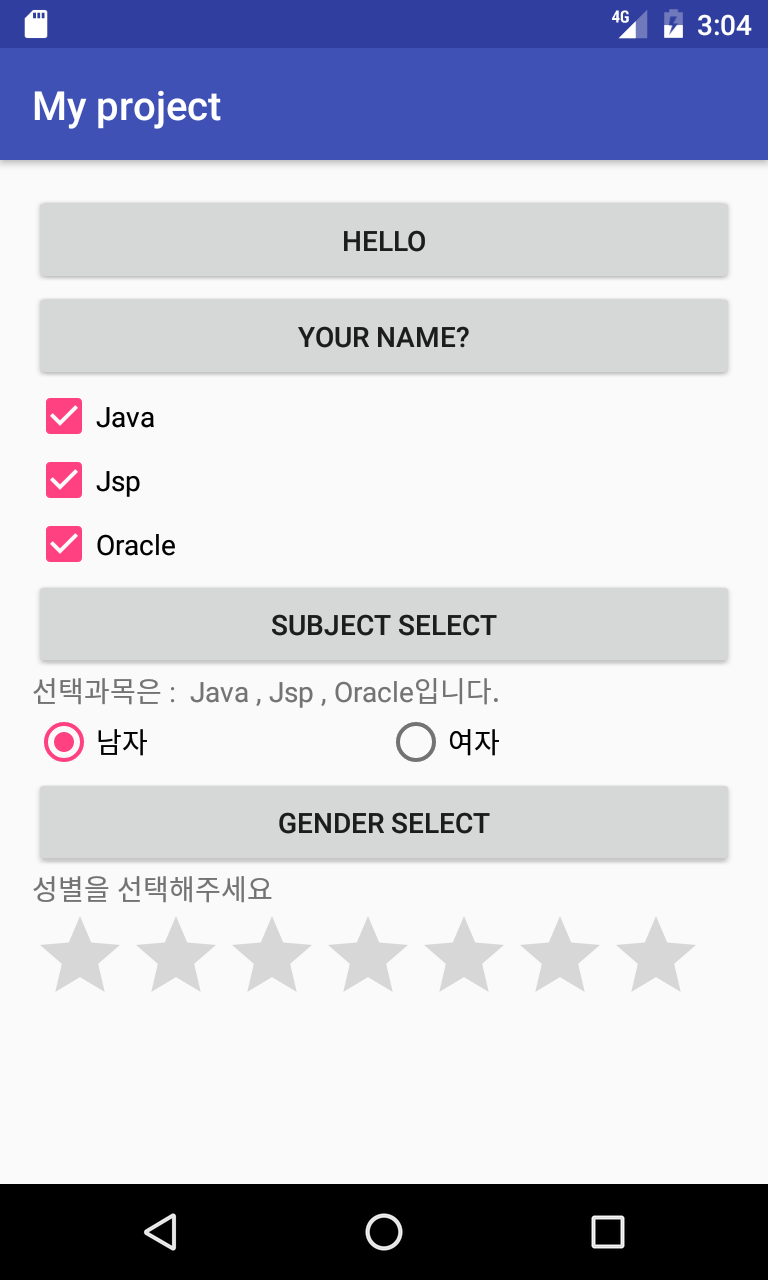 4G 3:04
My project
HELLO
YOUR NAME?
Java
Jsp
Oracle
SUBJECT SELECT
선택과목은 : Java , Jsp , Oracle입니다.
남자 여자
GENDER SELECT
성별을 선택해주세요